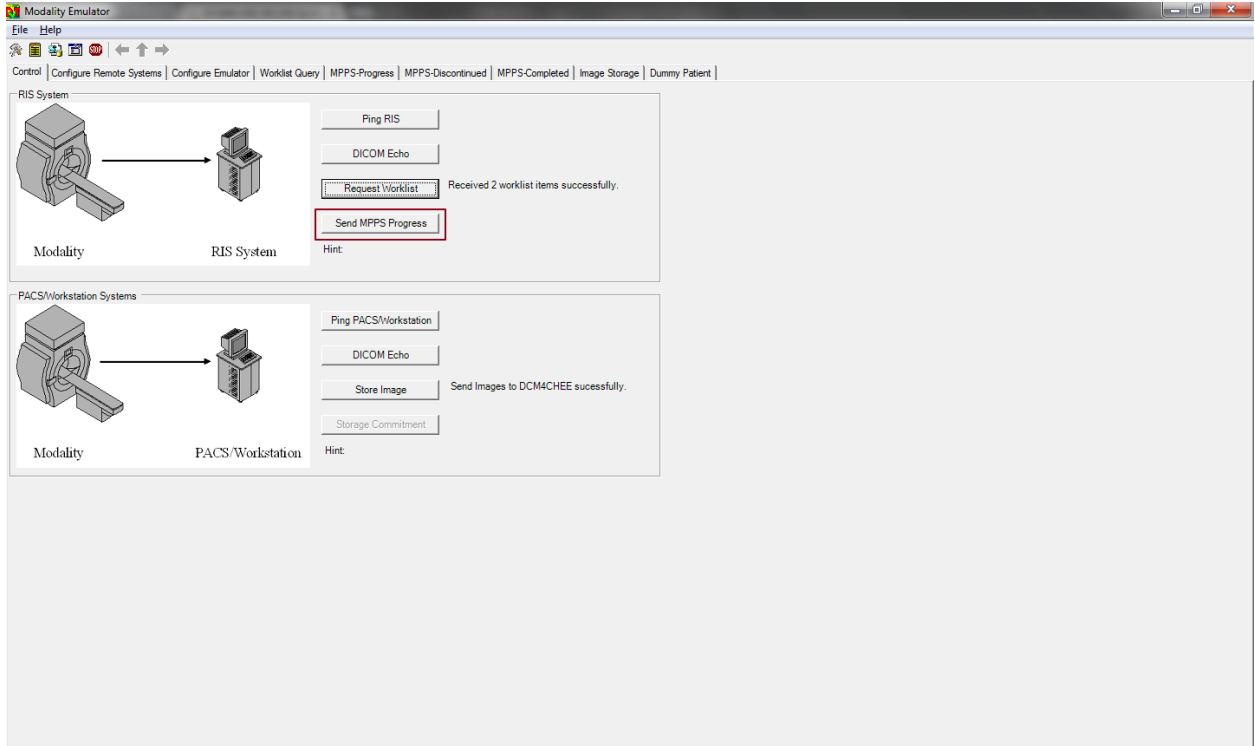 Modality Emulator
File Help
Control Configure Remote Systems Configure Emulator Worklist Query MPPS-Progress MPPS-Discontinued MPPS-Completed Image Storage Dummy Patient
RIS System
Ping RIS
DICOM Echo
Request Worklist Received 2 worklist items successfully.
Send MPPS Progress
Modality RIS System Hint:
PACS/Workstation Systems
Ping PACS/Workstation
DICOM Echo
Store Image Send Images to DCM4CHEE sucessfully.
Storage Commitment
Modality PACS/Workstation Hint: